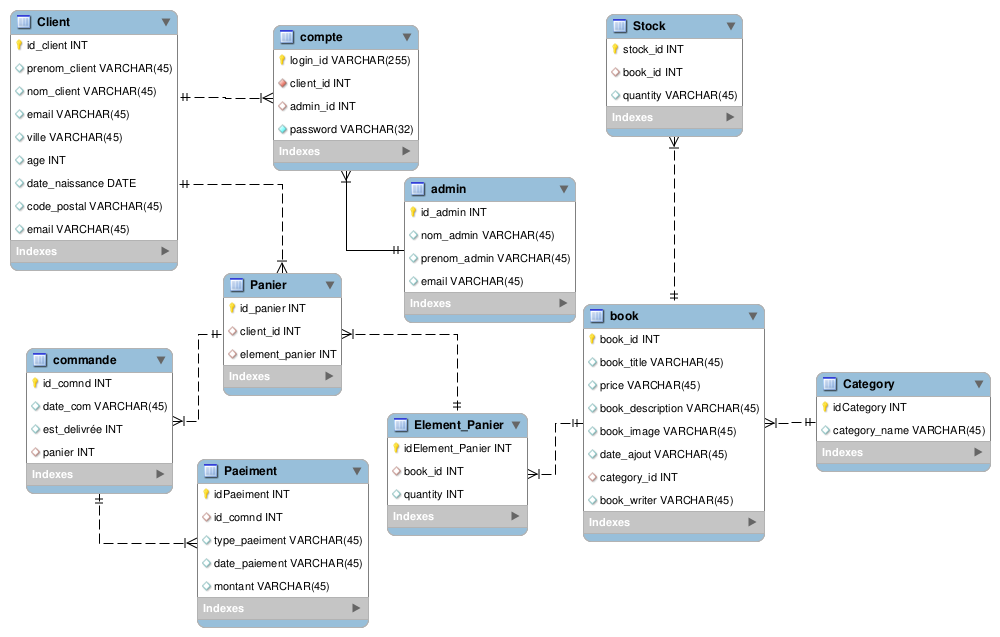 Client
id_client INT
prenom_client VARCHAR(45)
nom_client VARCHAR(45)
email VARCHAR(45)
ville VARCHAR(45)
age INT
date_naissance DATE
code_postal VARCHAR(45)
email VARCHAR(45)
Indexes
compte
login_id VARCHAR(255)
client_id INT
admin_id INT
password VARCHAR(32)
Indexes
Stock
stock_id INT
book_id INT
quantity VARCHAR(45)
Indexes
admin
id_admin INT
nom_admin VARCHAR(45)
prenom_admin VARCHAR(45)
email VARCHAR(45)
Indexes
Panier
id_panier INT
client_id INT
element_panier INT
Indexes
book
book_id INT
book_title VARCHAR(45)
price VARCHAR(45)
book_description VARCHAR(45)
book_image VARCHAR(45)
date_ajout VARCHAR(45)
category_id INT
book_writer VARCHAR(45)
Indexes
commande
id_comnd INT
date_com VARCHAR(45)
est_delivrée INT
panier INT
Indexes
Category
idCategory INT
category_name VARCHAR(45)
Indexes
Element_Panier
idElement_Panier INT
book_id INT
quantity INT
Indexes
Paeiment
idPaeiment INT
id_comnd INT
type_paeiment VARCHAR(45)
date_paiement VARCHAR(45)
montant VARCHAR(45)
Indexes